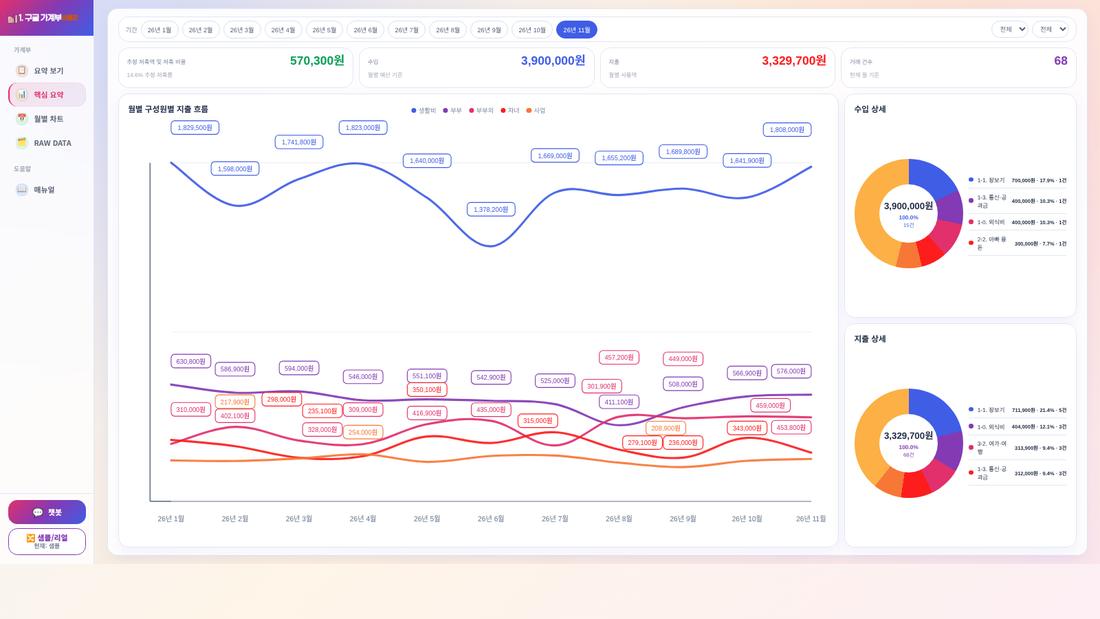 1. 구글 가계부
가계부
요약 보기
핵심 요약
월별 차트
RAW DATA
도움말
매뉴얼
챗봇
샘플/리얼
현재: 샘플
기간 26년 1월 26년 2월 26년 3월 26년 4월 26년 5월 26년 6월 26년 7월 26년 8월 26년 9월 26년 10월 26년 11월 전체 전체
추정 저축액 및 저축 비율 570,300원
14.6% 추정 저축률
수입 3,900,000원
월별 예산 기준
지출 3,329,700원
월별 사용액
거래 건수 68
현재 월 기준
월별 구성원별 지출 흐름
생활비 부부 부부의 자녀 사업
1,829,500원 1,598,000원 1,741,800원 1,823,000원 1,640,000원 1,378,200원 1,669,000원 1,655,200원 1,689,800원 1,641,900원 1,808,000원
630,800원 586,900원 594,000원 546,000원 551,100원 542,900원 525,000원 411,100원 508,000원 566,900원 576,000원
310,000원 402,100원 328,000원 309,000원 416,900원 435,000원 301,900원 457,200원 449,000원 459,000원 453,800원
298,000원 235,100원 350,100원 315,000원 279,100원 236,000원 343,000원
217,900원 254,000원 208,900원
26년 1월 26년 2월 26년 3월 26년 4월 26년 5월 26년 6월 26년 7월 26년 8월 26년 9월 26년 10월 26년 11월
수입 상세
3,900,000원
100.0%
15건
1-1. 장보기 700,000원 · 17.9% · 1건
1-3. 통신·공과금 400,000원 · 10.3% · 1건
1-0. 외식비 400,000원 · 10.3% · 1건
2-2. 아빠 용돈 300,000원 · 7.7% · 1건
지출 상세
3,329,700원
100.0%
68건
1-1. 장보기 711,900원 · 21.4% · 5건
1-0. 외식비 404,000원 · 12.1% · 3건
3-2. 여가·여행 313,000원 · 9.4% · 3건
1-3. 통신·공과금 312,000원 · 9.4% · 3건